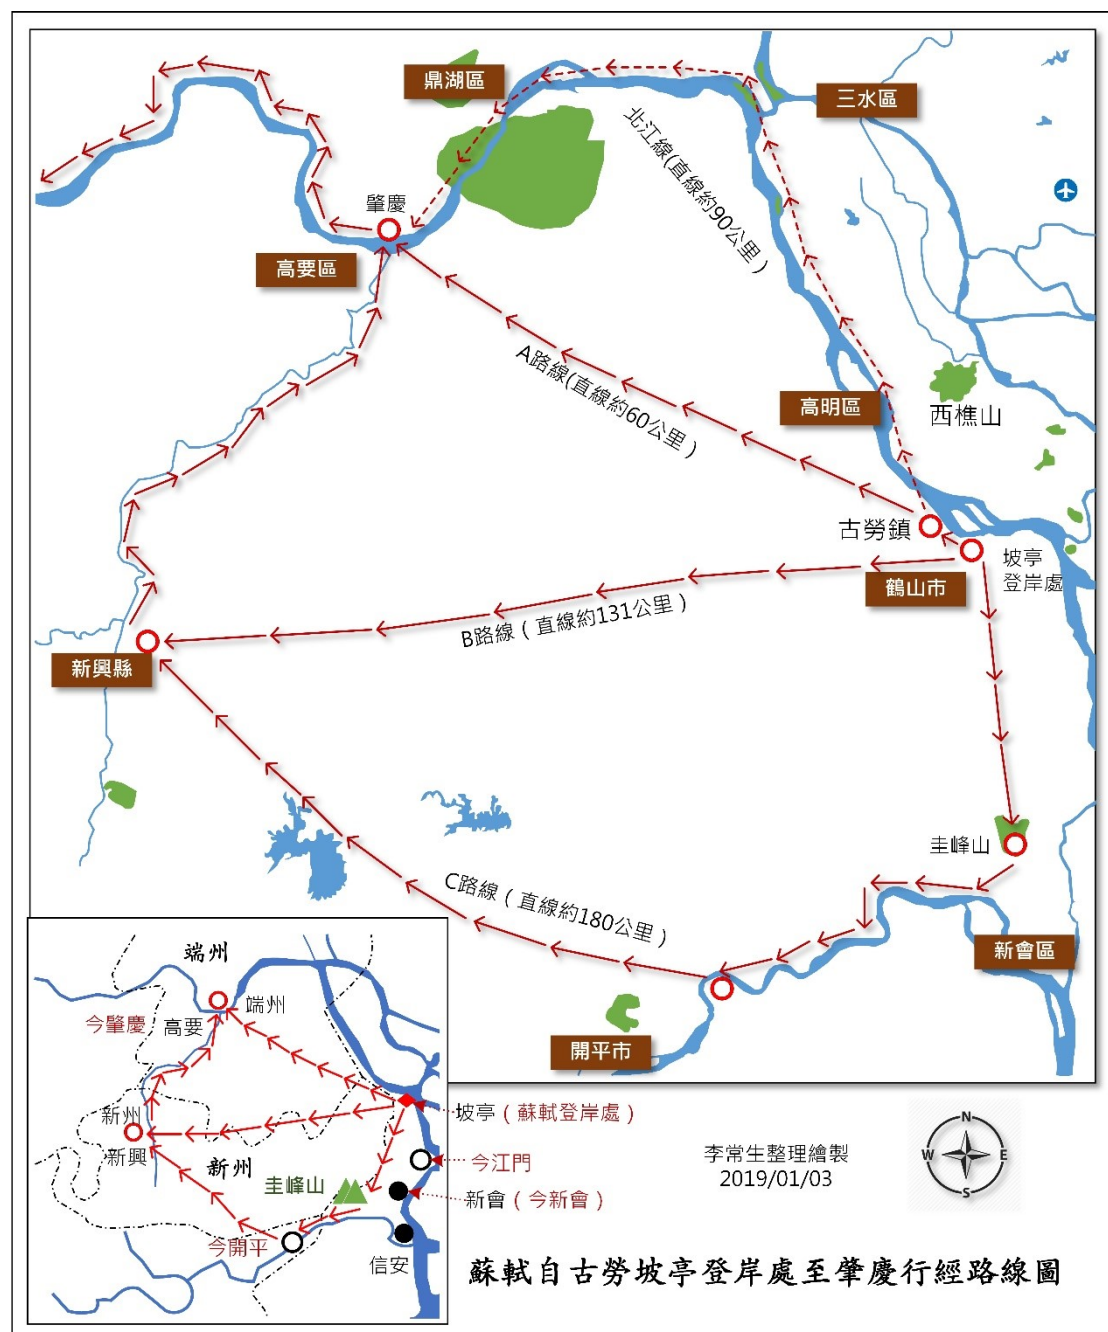 鼎湖區
三水區
北江線(直線約90公里)
肇慶
高要區
A路線(直線約60公里)
高明區
西樵山
古勞鎮
坡亭
登岸處
鶴山市
B路線(直線約131公里)
新興縣
圭峰山
C路線(直線約180公里)
新會區
開平市
端州
端州
今肇慶
高要
新州
新興
新州
坡亭(蘇軾登岸處)
今江門
圭峰山
新會(今新會)
今開平
信安
李常生整理繪製
2019/01/03
N
W
E
S
蘇軾自古勞坡亭登岸處至肇慶行經路線圖